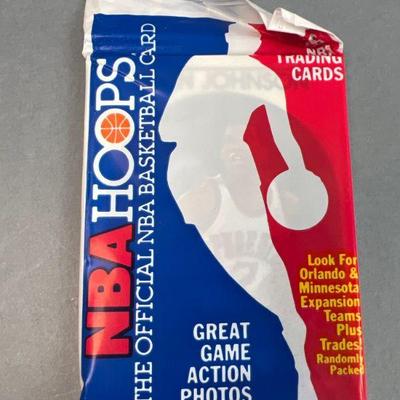 NBA HOOPS
THE OFFICIAL NBA BASKETBALL CARD
TRADING
CARDS
JOHNSON
GREAT
GAME
ACTION
PHOTOS
Look For
Orlando &
Minnesota
Expansion
Teams
Plus
Trades!
Randomly
Packed